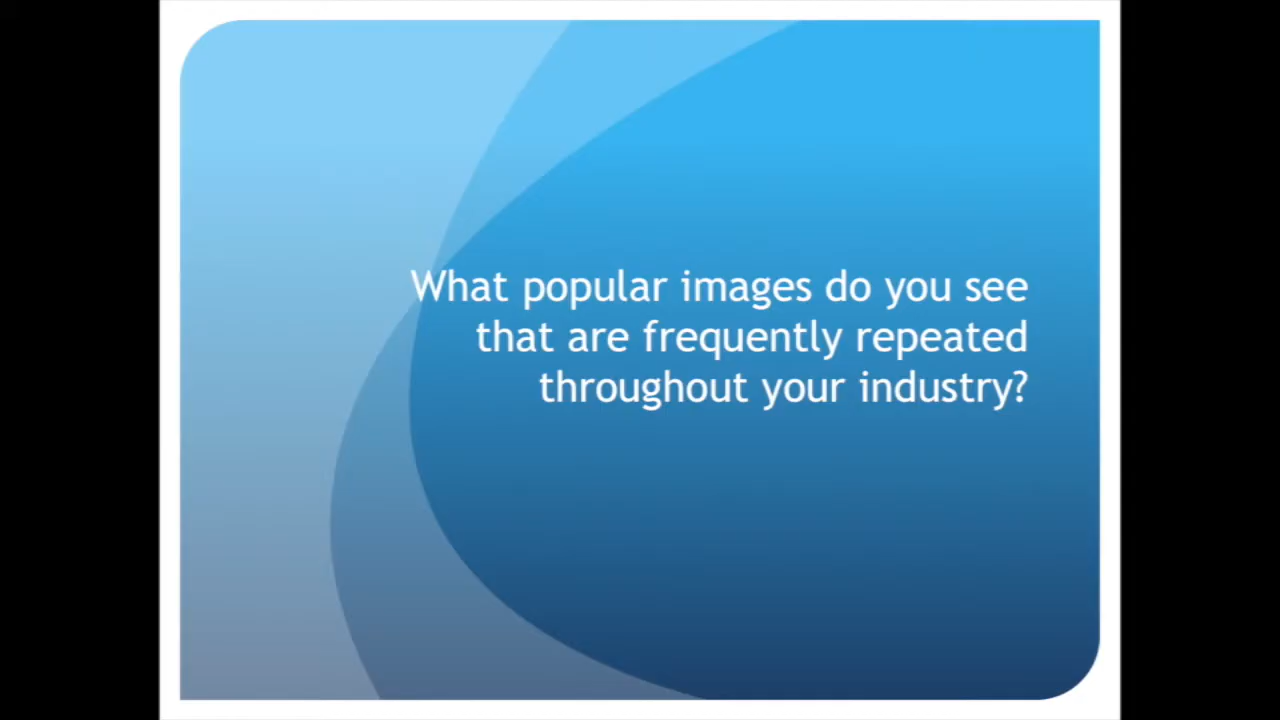 What popular images do you see
that are frequently repeated
throughout your industry?